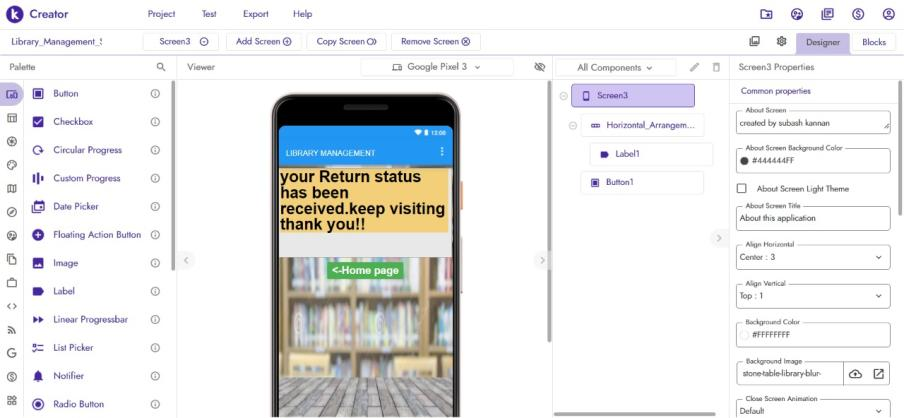 Creator
Project
Test
Export
Help
Library_Management_S
Screen3
Add Screen
Copy Screen
Remove Screen
Designer
Blocks
Palette
Viewer
Google Pixel 3
All Components
Screen3 Properties
Button
Checkbox
Circular Progress
Custom Progress
Date Picker
Floating Action Button
Image
Label
Linear Progressbar
List Picker
Notifier
Radio Button
12:00
LIBRARY MANAGEMENT
your Return status
has been
received.keep visiting
thank you!!
<-Home page
Screen3
Horizontal_Arrangem...
Label1
Button1
Common properties
About Screen
created by subash kannan
About Screen Background Color
#444444FF
About Screen Light Theme
About Screen Title
About this application
Align Horizontal
Center : 3
Align Vertical
Top : 1
Background Color
#FFFFFFFF
Background Image
stone-table-library-blur-
Close Screen Animation
Default